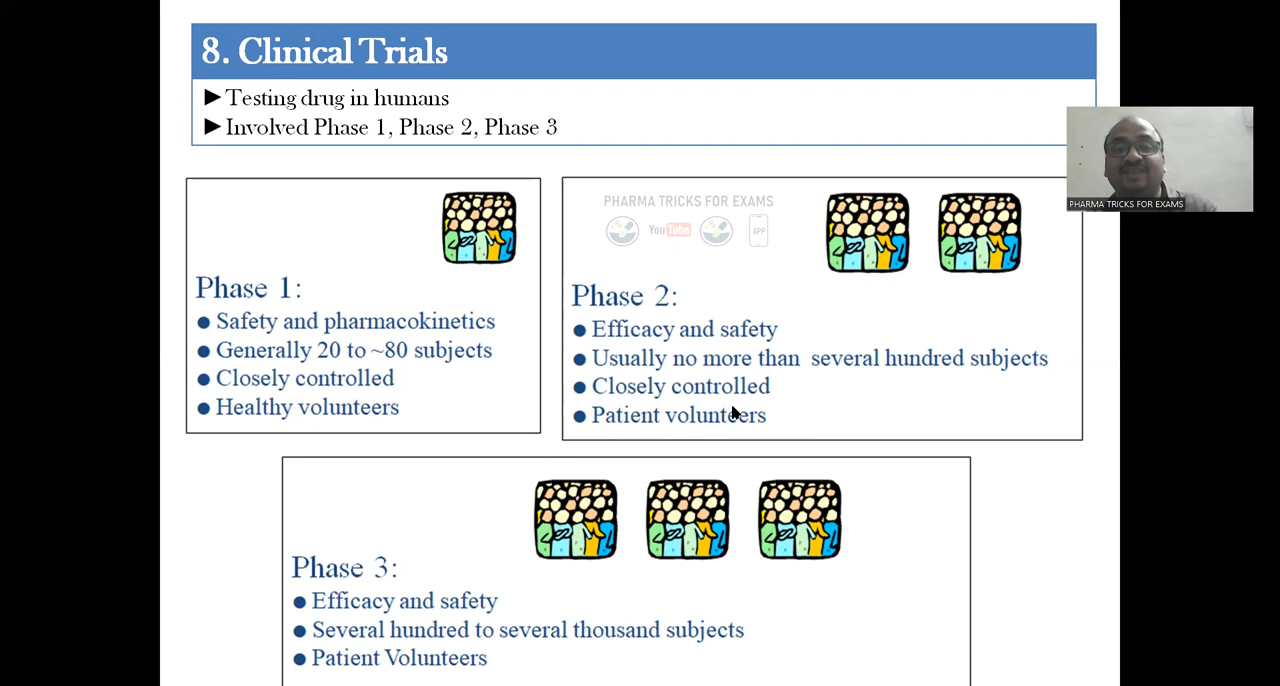 8. Clinical Trials
► Testing drug in humans
► Involved Phase 1, Phase 2, Phase 3
PHARMA TRICKS FOR EXAMS
PHARMA TRICKS FOR EXAMS
YouTube
APP
Phase 1:
● Safety and pharmacokinetics
● Generally 20 to ~80 subjects
● Closely controlled
● Healthy volunteers
Phase 2:
● Efficacy and safety
● Usually no more than several hundred subjects
● Closely controlled
● Patient volunteers
Phase 3:
● Efficacy and safety
● Several hundred to several thousand subjects
● Patient Volunteers